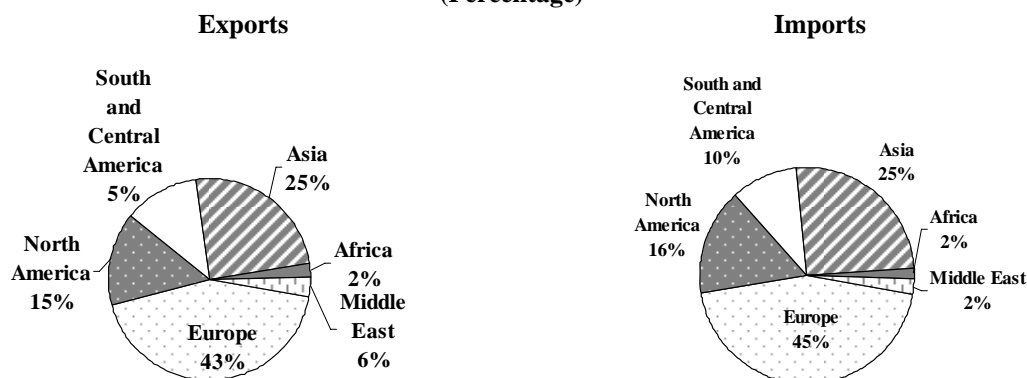 (Percentage)
Exports
South
and
Central
America
5%
Asia
25%
North
America
15%
Africa
2%
Middle
East
6%
Europe
43%
Imports
South and
Central
America
10%
Asia
25%
North
America
16%
Africa
2%
Middle East
2%
Europe
45%